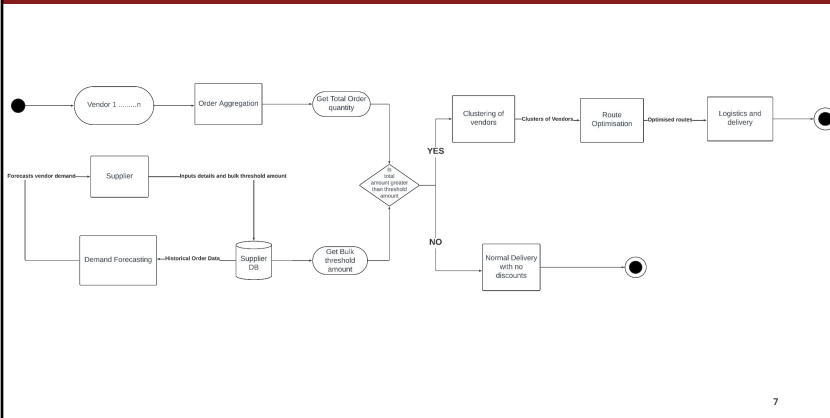 Vendor 1 .........n
Order Aggregation
Get Total Order
quantity
Is
total
amount greater
than threshold
amount
YES
Clustering of
vendors
Clusters of Vendors
Route
Optimisation
Optimised routes
Logistics and
delivery
Forecasts vendor demand
Supplier
Inputs details and bulk threshold amount
Demand Forecasting
Historical Order Data
Supplier
DB
Get Bulk
threshold
amount
NO
Normal Delivery
with no
discounts
7